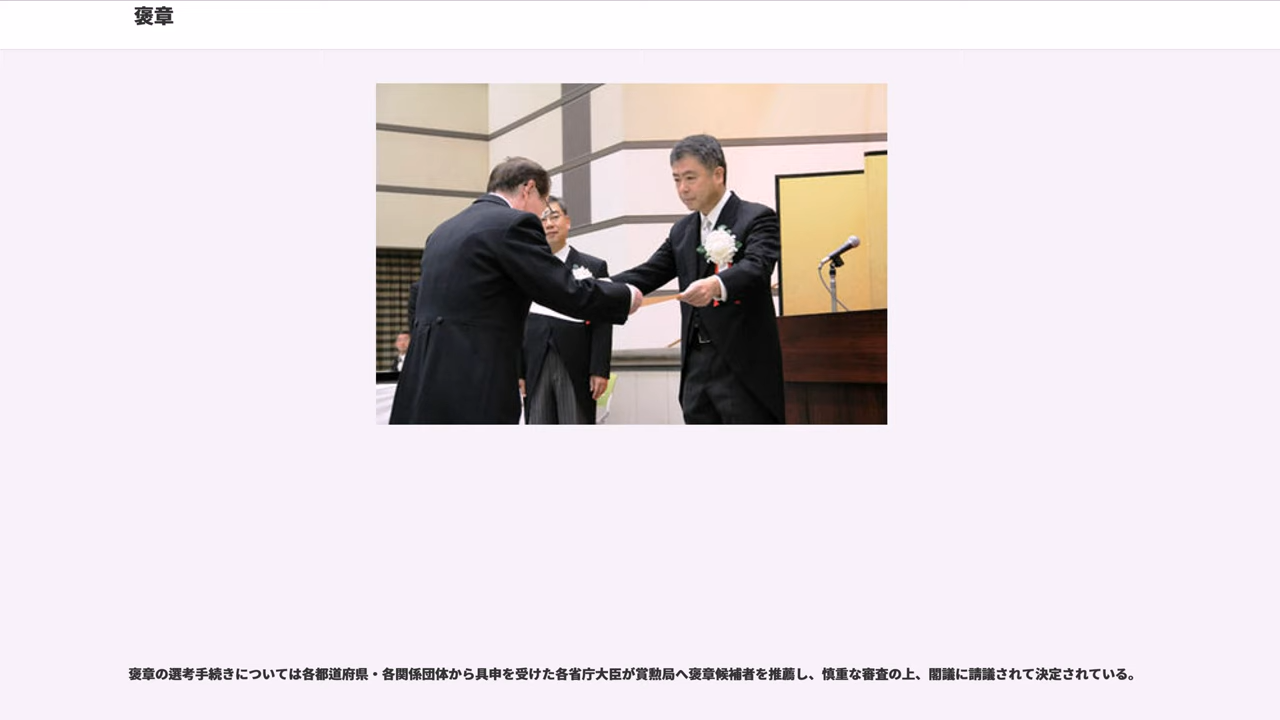 褒章
褒章の選考手続きについては各都道府県・各関係団体から具申を受けた各省庁大臣が賞勲局へ褒章候補者を推薦し、慎重な審査の上、閣議に請議されて決定されている。